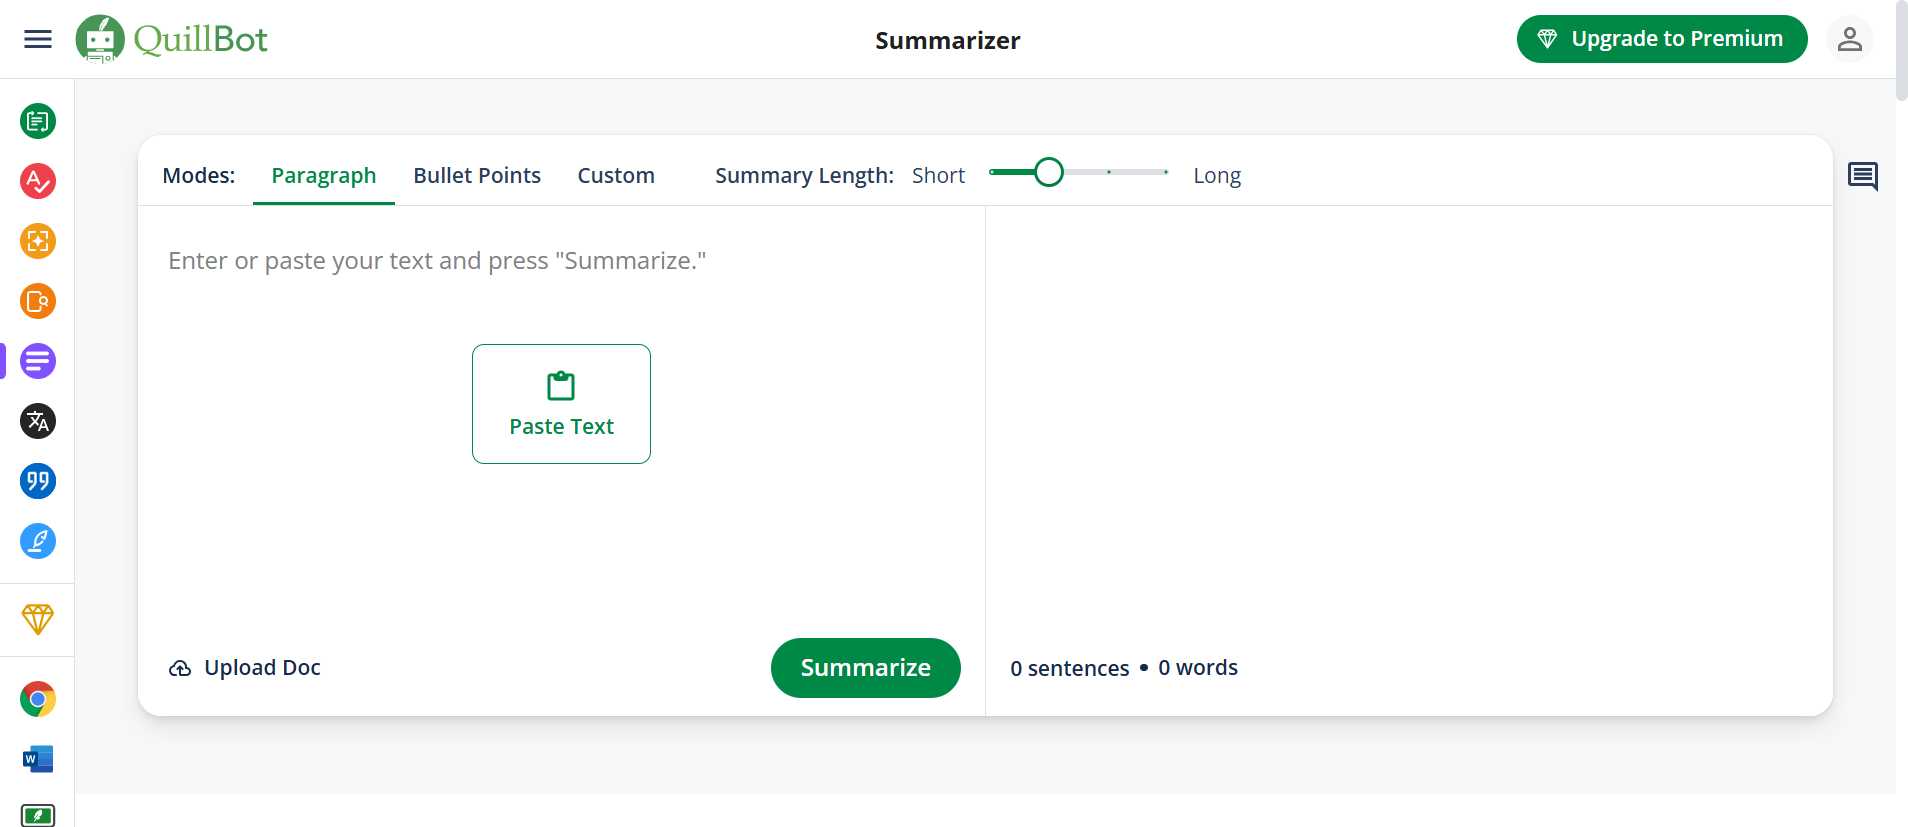 QuillBot
Summarizer
Upgrade to Premium
Modes: Paragraph Bullet Points Custom Summary Length: Short Long
Enter or paste your text and press "Summarize."
Paste Text
Upload Doc
Summarize
0 sentences • 0 words
W